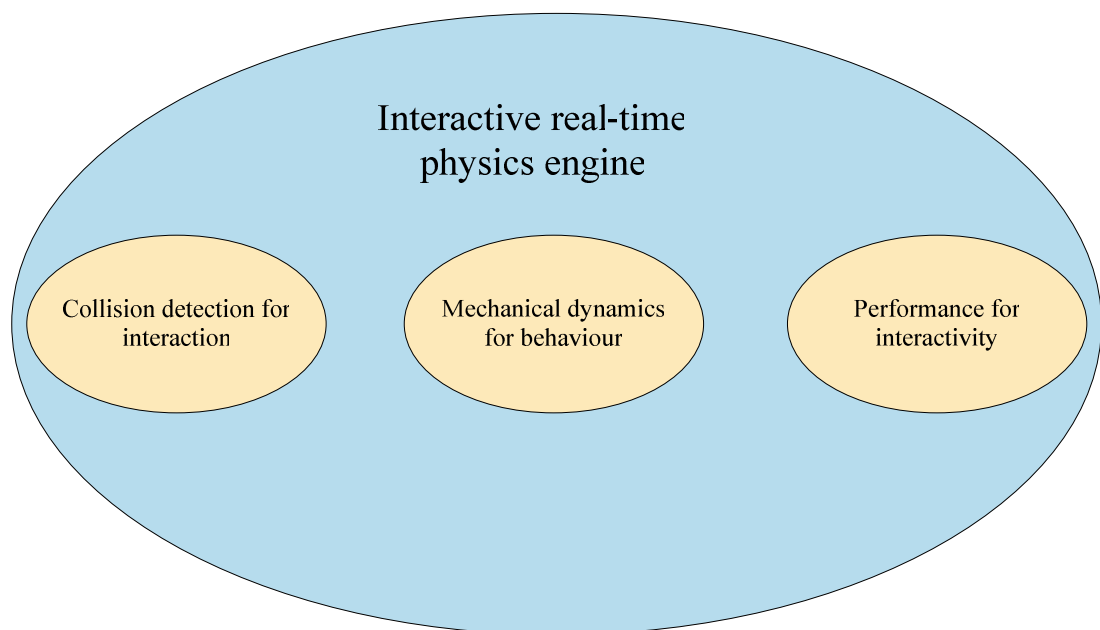 Interactive real-time
physics engine
Collision detection for
interaction
Mechanical dynamics
for behaviour
Performance for
interactivity